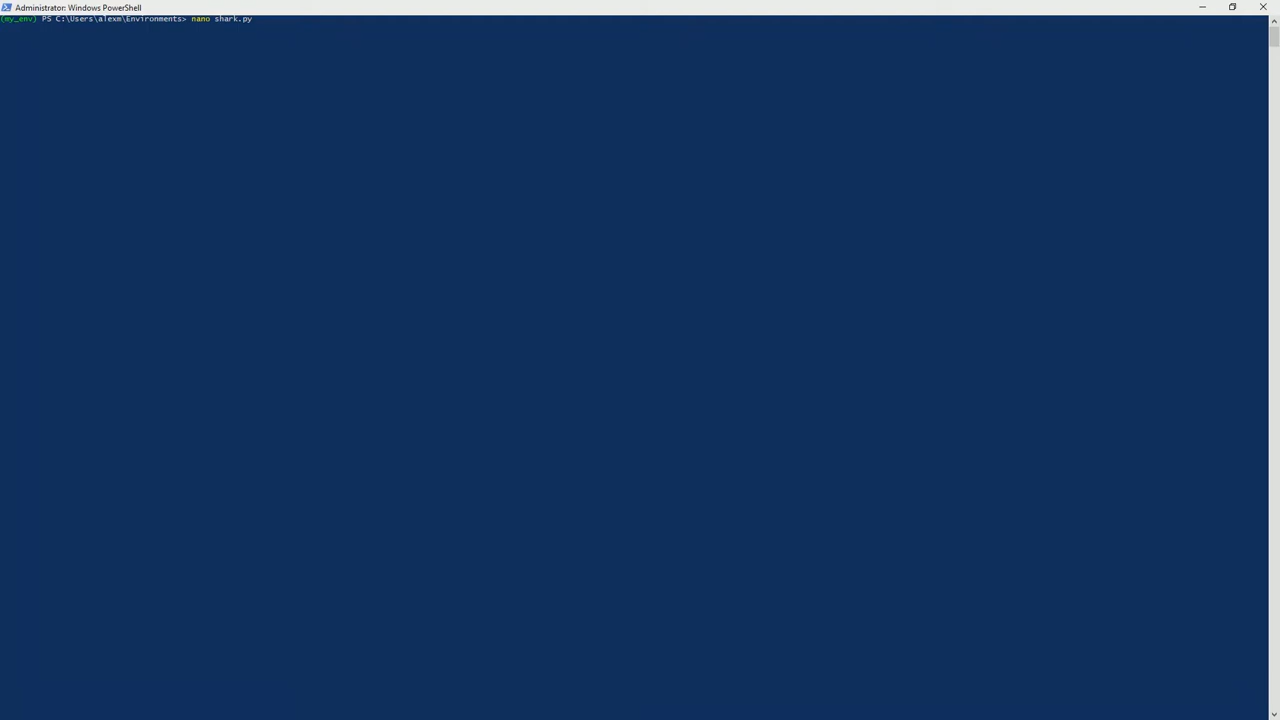 Administrator: Windows PowerShell
(my_env) PS C:\Users\alexm\Environments> nano shark.py